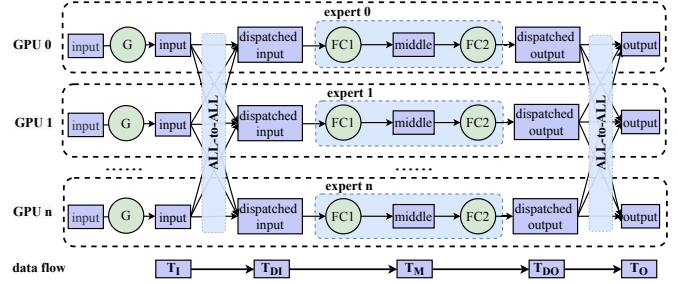 expert 0
GPU 0 input G input dispatched input FC1 middle FC2 dispatched output output
ALL-to-ALL
ALL-to-ALL
expert 1
GPU 1 input G input dispatched input FC1 middle FC2 dispatched output output
...... ......
expert n
GPU n input G input dispatched input FC1 middle FC2 dispatched output output
data flow T_I T_DI T_M T_DO T_O